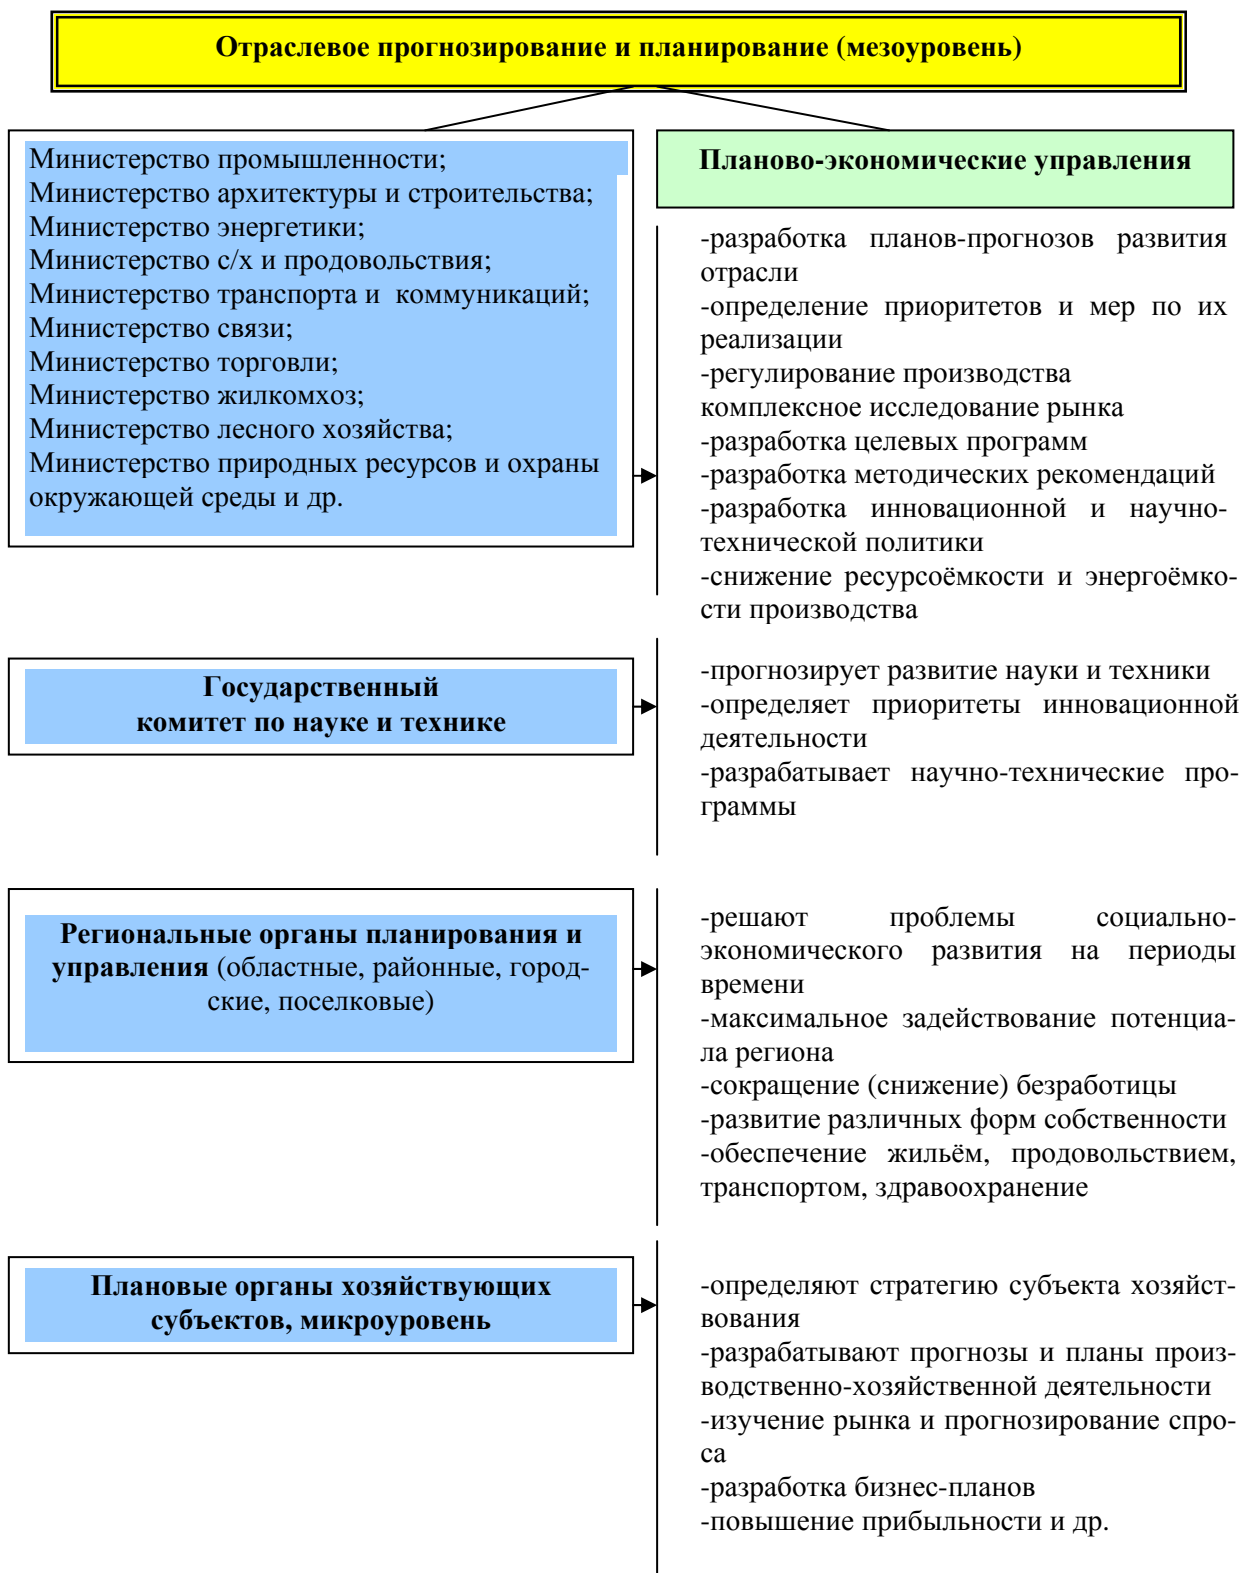 Отраслевое прогнозирование и планирование (мезоуровень)
Министерство промышленности;
Министерство архитектуры и строительства;
Министерство энергетики;
Министерство с/х и продовольствия;
Министерство транспорта и коммуникаций;
Министерство связи;
Министерство торговли;
Министерство жилкомхоз;
Министерство лесного хозяйства;
Министерство природных ресурсов и охраны
окружающей среды и др.
Планово-экономические управления
-разработка планов-прогнозов развития
отрасли
-определение приоритетов и мер по их
реализации
-регулирование производства
комплексное исследование рынка
-разработка целевых программ
-разработка методических рекомендаций
-разработка инновационной и научно-
технической политики
-снижение ресурсоёмкости и энергоёмко-
сти производства
Государственный
комитет по науке и технике
-прогнозирует развитие науки и техники
-определяет приоритеты инновационной
деятельности
-разрабатывает научно-технические про-
граммы
Региональные органы планирования и
управления (областные, районные, город-
ские, поселковые)
-решают проблемы социально-
экономического развития на периоды
времени
-максимальное задействование потенциа-
ла региона
-сокращение (снижение) безработицы
-развитие различных форм собственности
-обеспечение жильём, продовольствием,
транспортом, здравоохранение
Плановые органы хозяйствующих
субъектов, микроуровень
-определяют стратегию субъекта хозяйст-
вования
-разрабатывают прогнозы и планы произ-
водственно-хозяйственной деятельности
-изучение рынка и прогнозирование спро-
са
-разработка бизнес-планов
-повышение прибыльности и др.